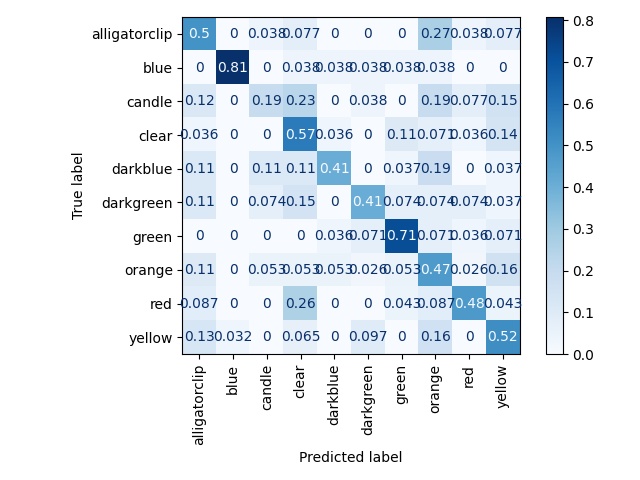 alligatorclip 0.5 0 0.038 0.077 0 0 0 0.27 0.038 0.077
blue 0 0.81 0 0.038 0.038 0.038 0.038 0.038 0 0
candle 0.12 0 0.19 0.23 0 0.038 0 0.19 0.077 0.15
clear 0.036 0 0 0.57 0.036 0 0.11 0.071 0.036 0.14
darkblue 0.11 0 0.11 0.11 0.41 0 0.037 0.19 0 0.037
darkgreen 0.11 0 0.074 0.15 0 0.41 0.074 0.074 0.074 0.037
green 0 0 0 0 0.036 0.071 0.71 0.071 0.036 0.071
orange 0.11 0 0.053 0.053 0.053 0.026 0.053 0.47 0.026 0.16
red 0.087 0 0 0.26 0 0 0.043 0.087 0.48 0.043
yellow 0.13 0.032 0 0.065 0 0.097 0 0.16 0 0.52
alligatorclip blue candle clear darkblue darkgreen green orange red yellow
Predicted label
True label
0.8
0.7
0.6
0.5
0.4
0.3
0.2
0.1
0.0